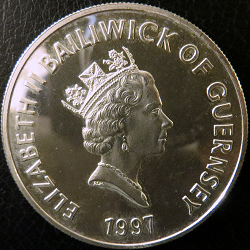 ELIZABETH II BAILIWICK OF GUERNSEY
1997